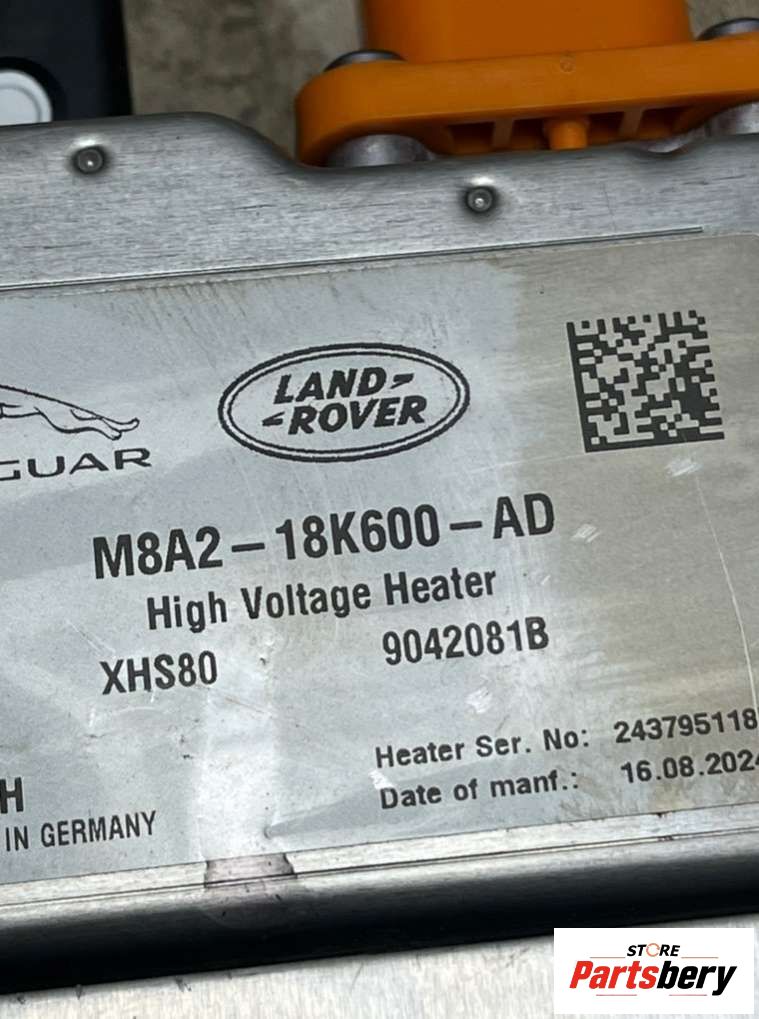 LAND
ROVER
GUAR
M8A2-18K600-AD
High Voltage Heater
XHS80 9042081B
Heater Ser. No: 243795118
Date of manf.: 16.08.2024
H
IN GERMANY
STORE
Partsbery